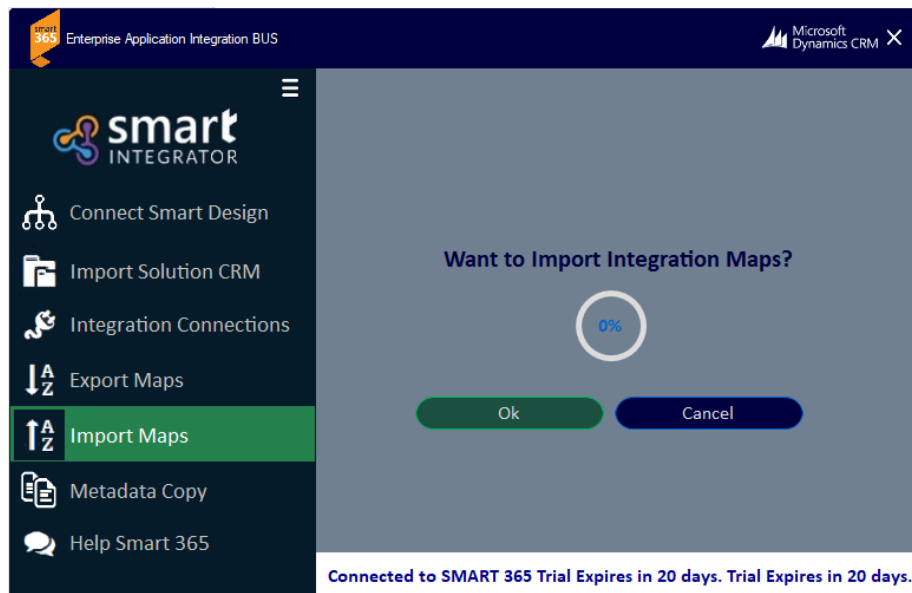 smart
365
Enterprise Application Integration BUS
Microsoft
Dynamics CRM
smart
INTEGRATOR
Connect Smart Design
Import Solution CRM
Integration Connections
A
Z
Export Maps
A
Z
Import Maps
Metadata Copy
Help Smart 365
Want to Import Integration Maps?
0%
Ok
Cancel
Connected to SMART 365 Trial Expires in 20 days. Trial Expires in 20 days.